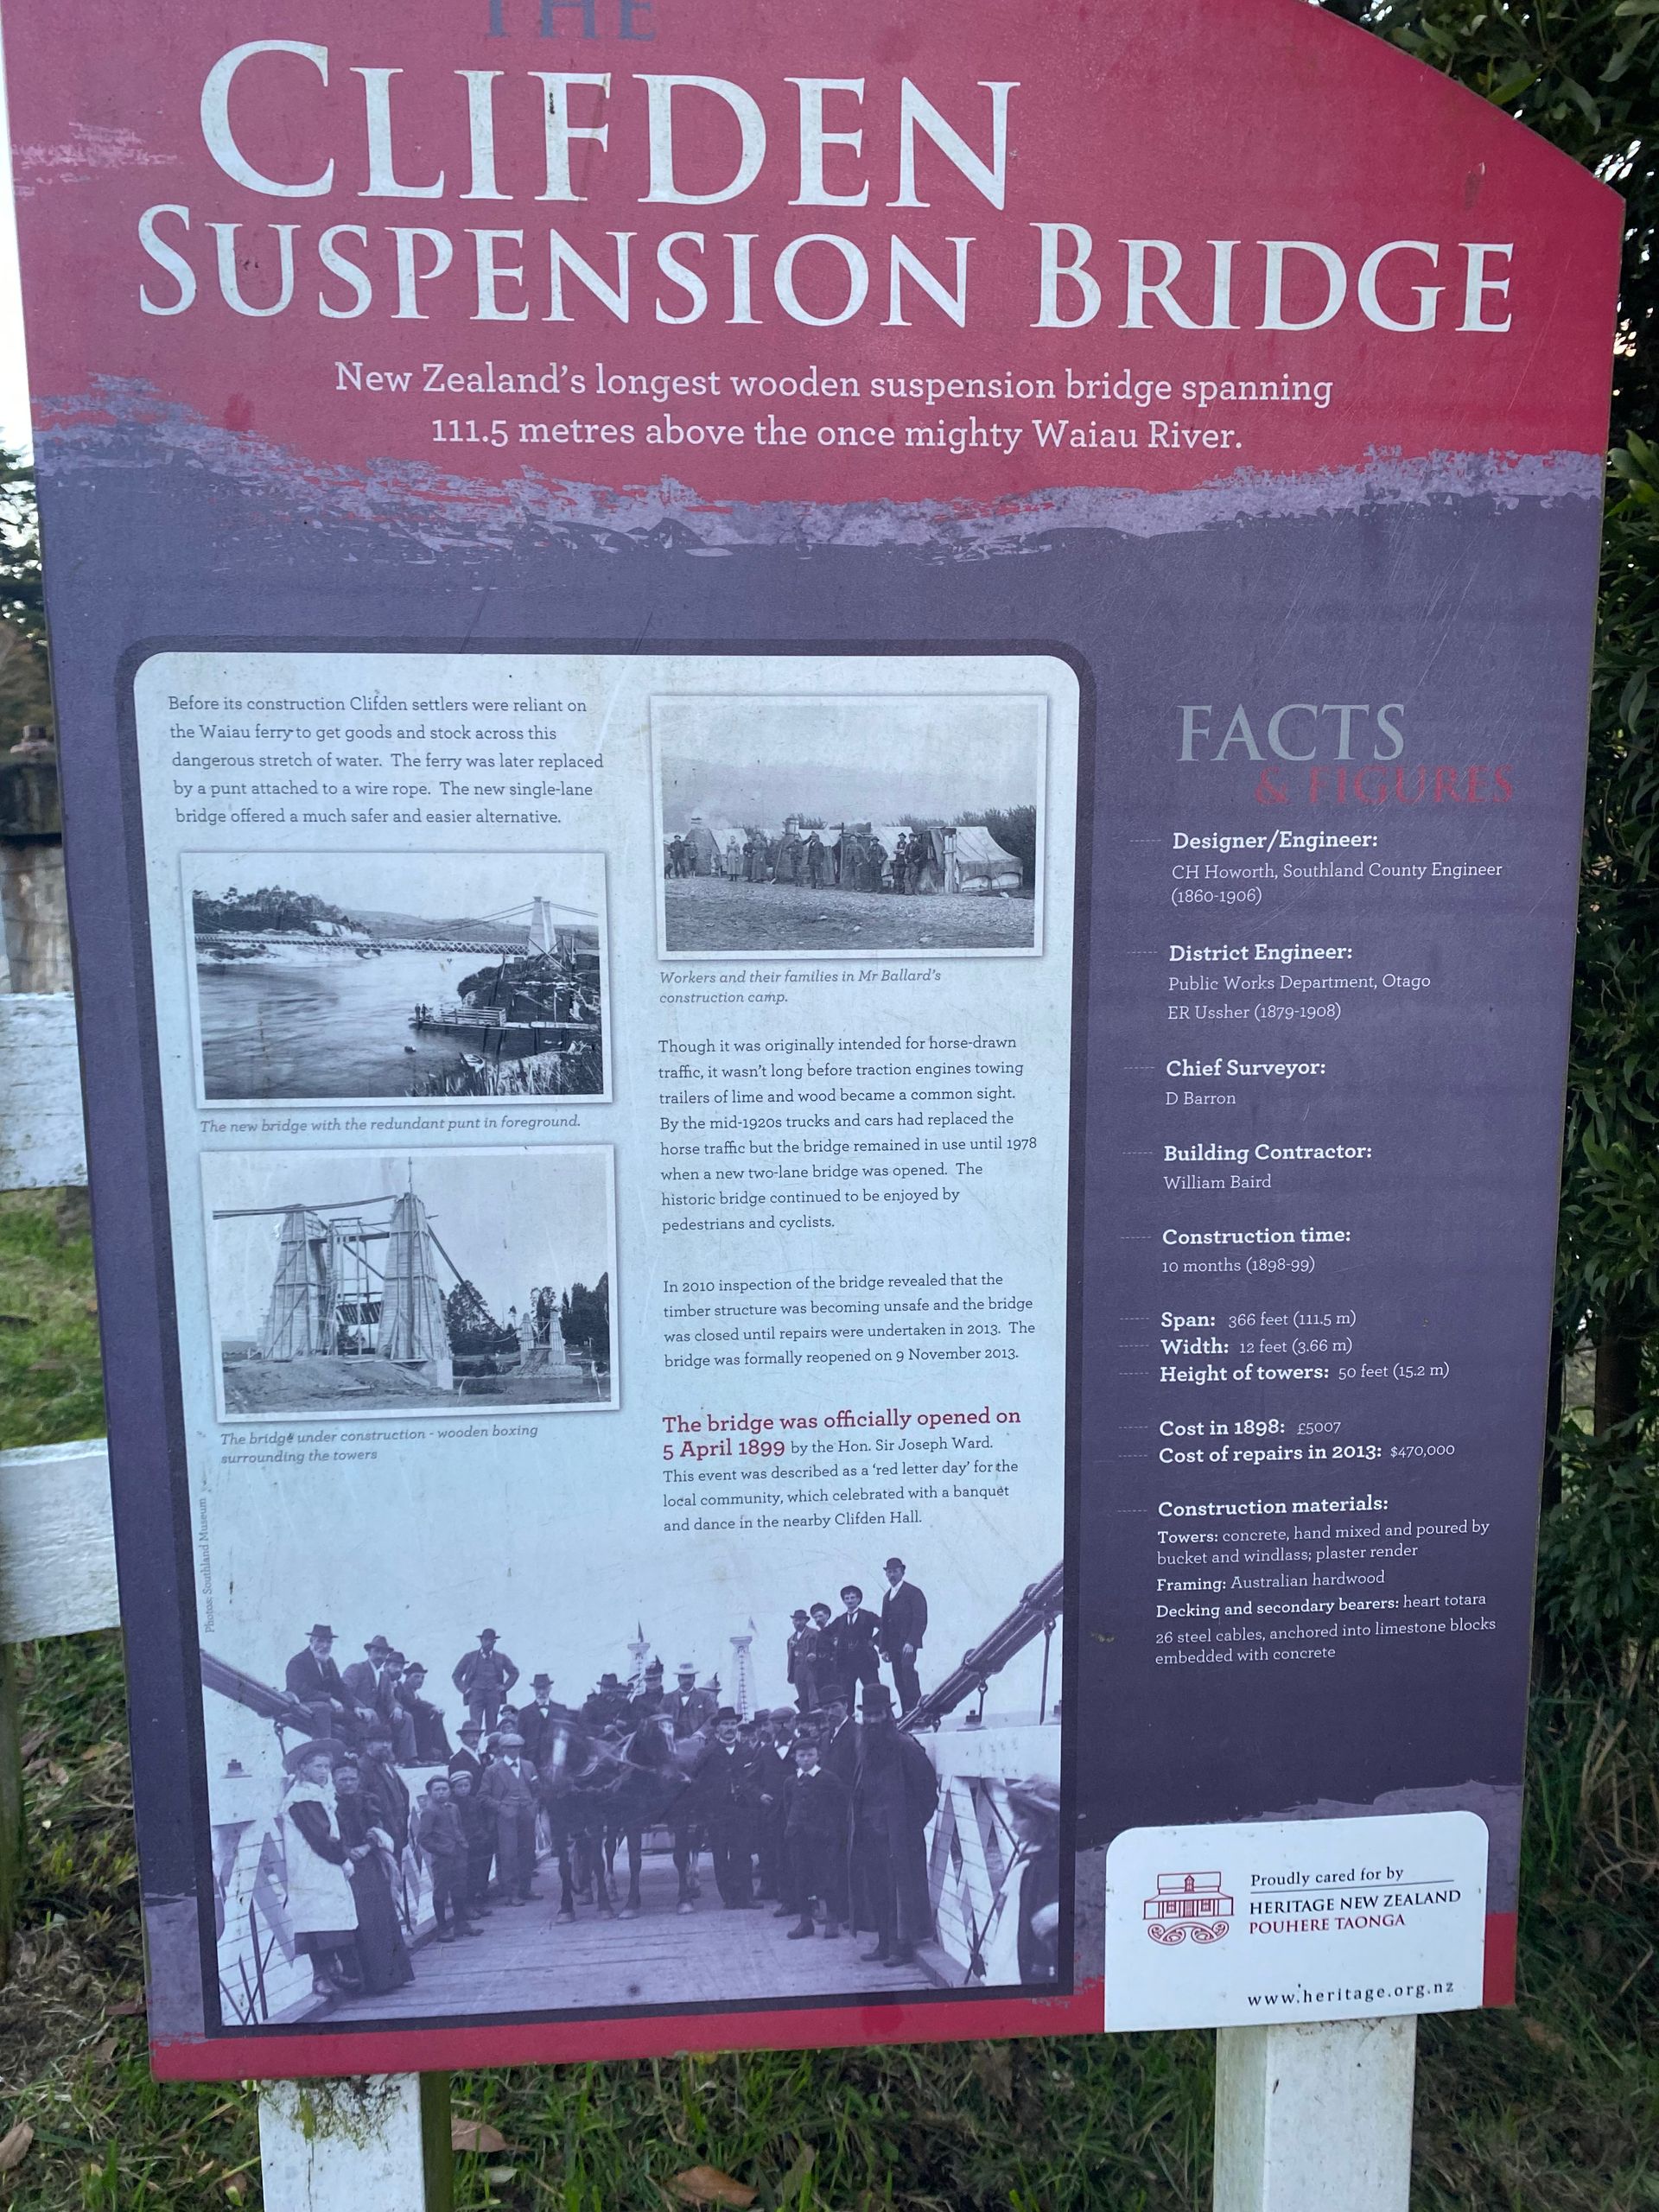 THE
CLIFDEN
SUSPENSION BRIDGE
New Zealand's longest wooden suspension bridge spanning
111.5 metres above the once mighty Waiau River.
Before its construction Clifden settlers were reliant on
the Waiau ferry to get goods and stock across this
dangerous stretch of water. The ferry was later replaced
by a punt attached to a wire rope. The new single-lane
bridge offered a much safer and easier alternative.
The new bridge with the redundant punt in foreground.
The bridge under construction - wooden boxing
surrounding the towers
Photos: Southland Museum
Workers and their families in Mr Ballard's
construction camp.
Though it was originally intended for horse-drawn
traffic, it wasn't long before traction engines towing
trailers of lime and wood became a common sight.
By the mid-1920s trucks and cars had replaced the
horse traffic but the bridge remained in use until 1978
when a new two-lane bridge was opened. The
historic bridge continued to be enjoyed by
pedestrians and cyclists.
In 2010 inspection of the bridge revealed that the
timber structure was becoming unsafe and the bridge
was closed until repairs were undertaken in 2013. The
bridge was formally reopened on 9 November 2013.
The bridge was officially opened on
5 April 1899 by the Hon. Sir Joseph Ward.
This event was described as a 'red letter day' for the
local community, which celebrated with a banquet
and dance in the nearby Clifden Hall.
FACTS
& FIGURES
Designer/Engineer:
CH Howorth, Southland County Engineer
(1860-1906)
District Engineer:
Public Works Department, Otago
ER Ussher (1879-1908)
Chief Surveyor:
D Barron
Building Contractor:
William Baird
Construction time:
10 months (1898-99)
Span: 366 feet (111.5 m)
Width: 12 feet (3.66 m)
Height of towers: 50 feet (15.2 m)
Cost in 1898: £5007
Cost of repairs in 2013: $470,000
Construction materials:
Towers: concrete, hand mixed and poured by
bucket and windlass; plaster render
Framing: Australian hardwood
Decking and secondary bearers: heart totara
26 steel cables, anchored into limestone blocks
embedded with concrete
Proudly cared for by
HERITAGE NEW ZEALAND
POUHERE TAONGA
www.heritage.org.nz